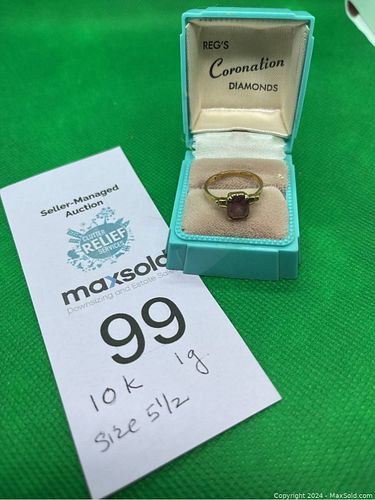 REG'S
Coronation
DIAMONDS
Seller-Managed
Auction
CLUTTER
RELIEF
SERVICES
maxsold
Downsizing and Estate
99
10K 1g.
size 5 1/2
Copyright © 2024 - MaxSold.com